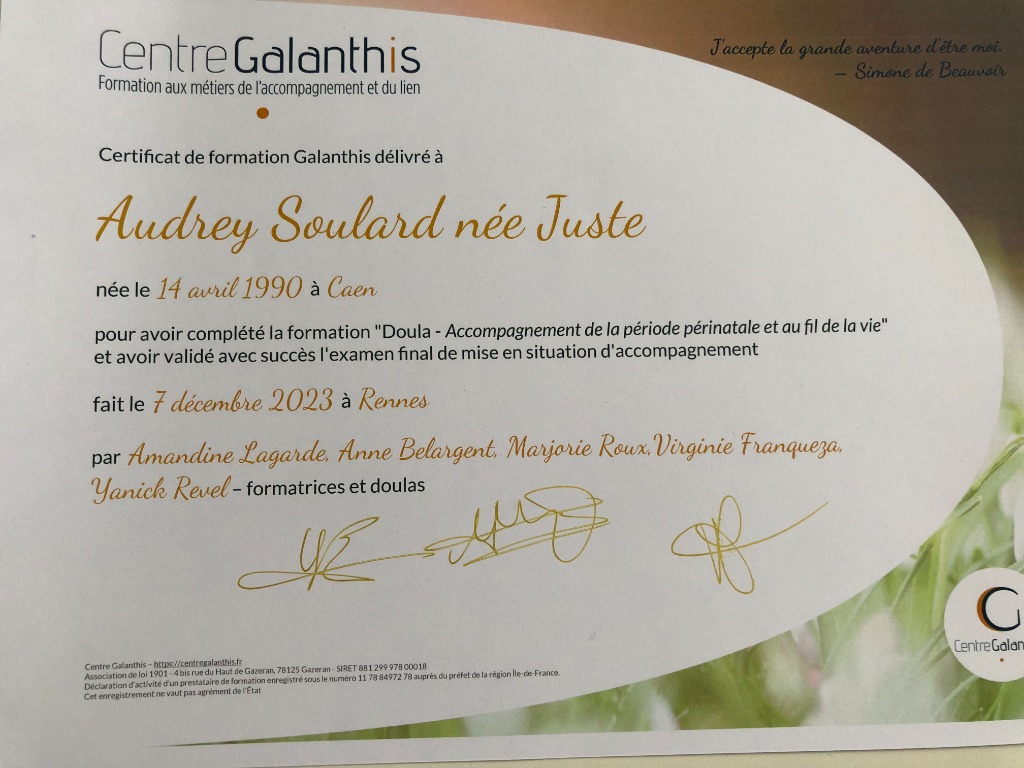 Centre Galanthis
Formation aux métiers de l'accompagnement et du lien
J'accepte la grande aventure d'être moi.
— Simone de Beauvoir
Certificat de formation Galanthis délivré à
Audrey Soulard née Juste
née le 14 avril 1990 à Caen
pour avoir complété la formation "Doula - Accompagnement de la période périnatale et au fil de la vie"
et avoir validé avec succès l'examen final de mise en situation d'accompagnement
fait le 7 décembre 2023 à Rennes
par Amandine Lagarde, Anne Belargent, Marjorie Roux, Virginie Franqueza,
Yanick Revel – formatrices et doulas
Centre Galanthis – https://centregalanthis.fr
Association de loi 1901 - 4 bis rue du Haut de Gazeran, 78125 Gazeran - SIRET 881 299 978 00018
Déclaration d'activité d'un prestataire de formation enregistré sous le numéro 11 78 84972 78 auprès du préfet de la région Île-de-France.
Cet enregistrement ne vaut pas agrément de l'État
G
CentreGalan